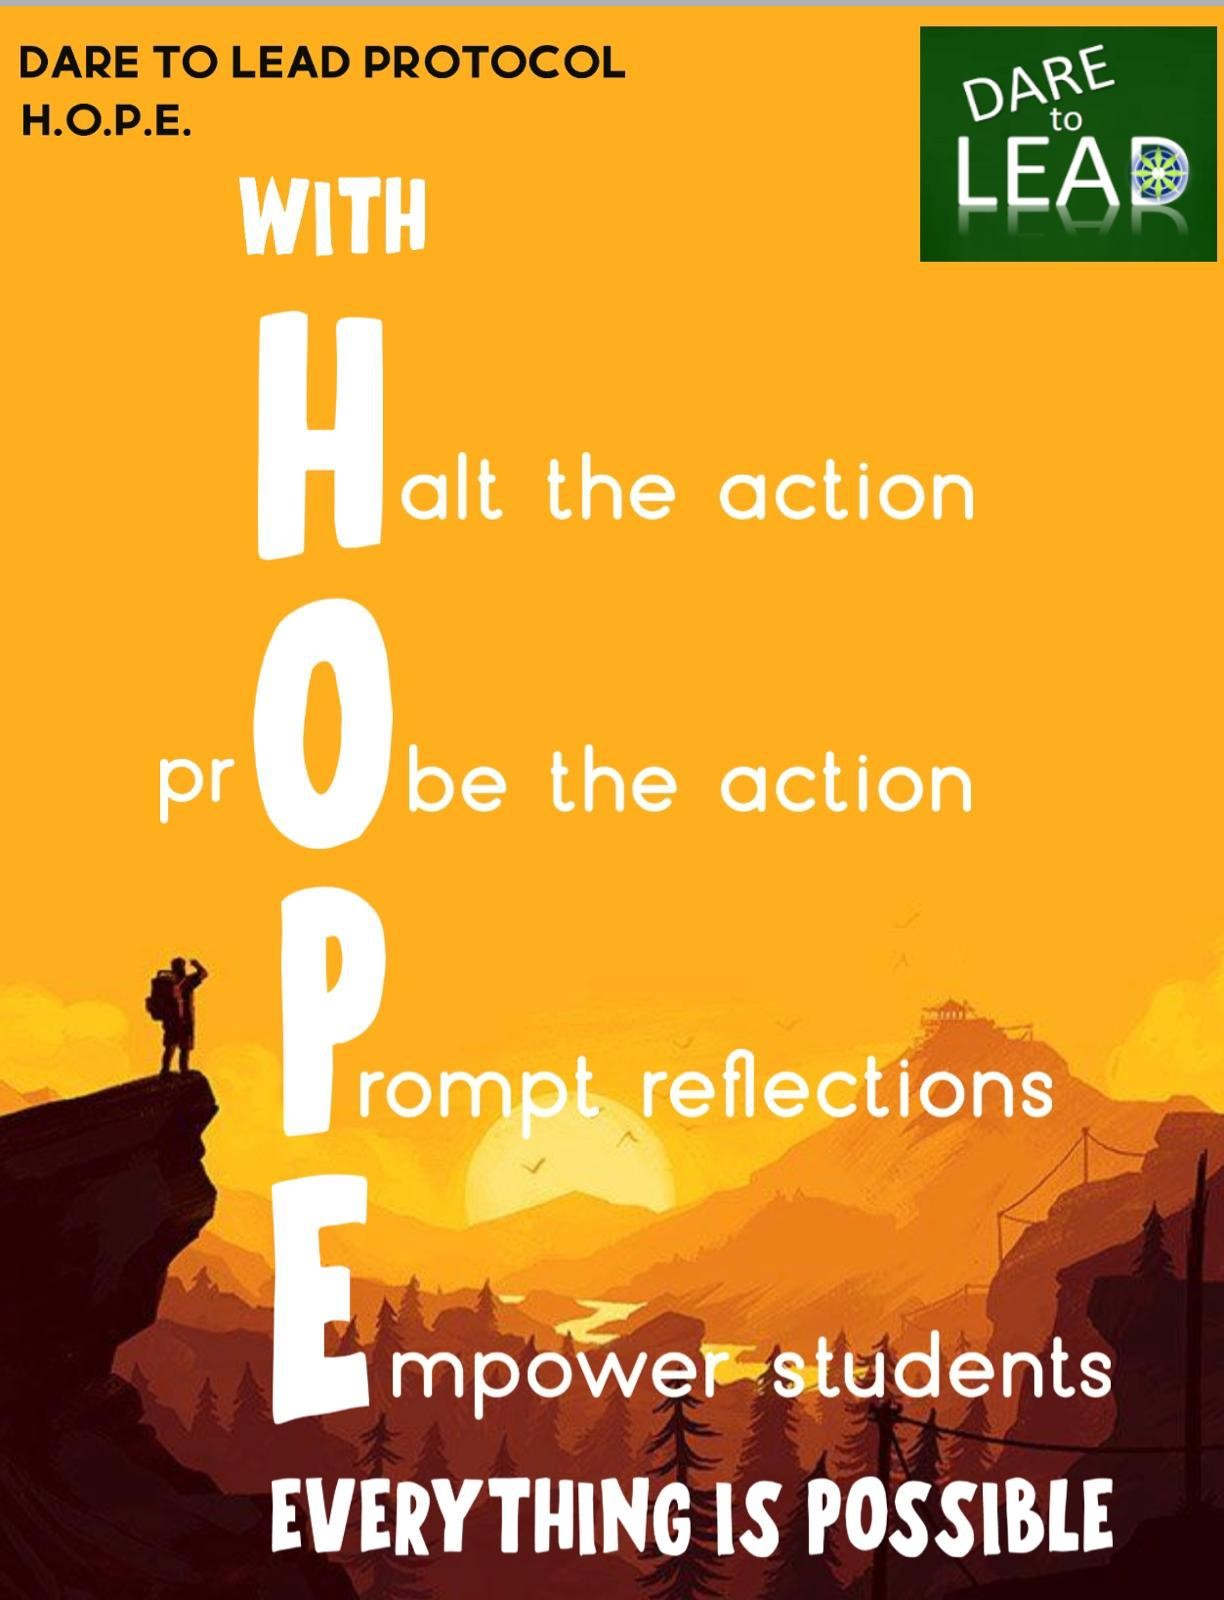 DARE TO LEAD PROTOCOL
H.O.P.E.
DARE
to
LEAD
WITH
Halt the action
prObe the action
Prompt reflections
Empower students
EVERYTHING IS POSSIBLE